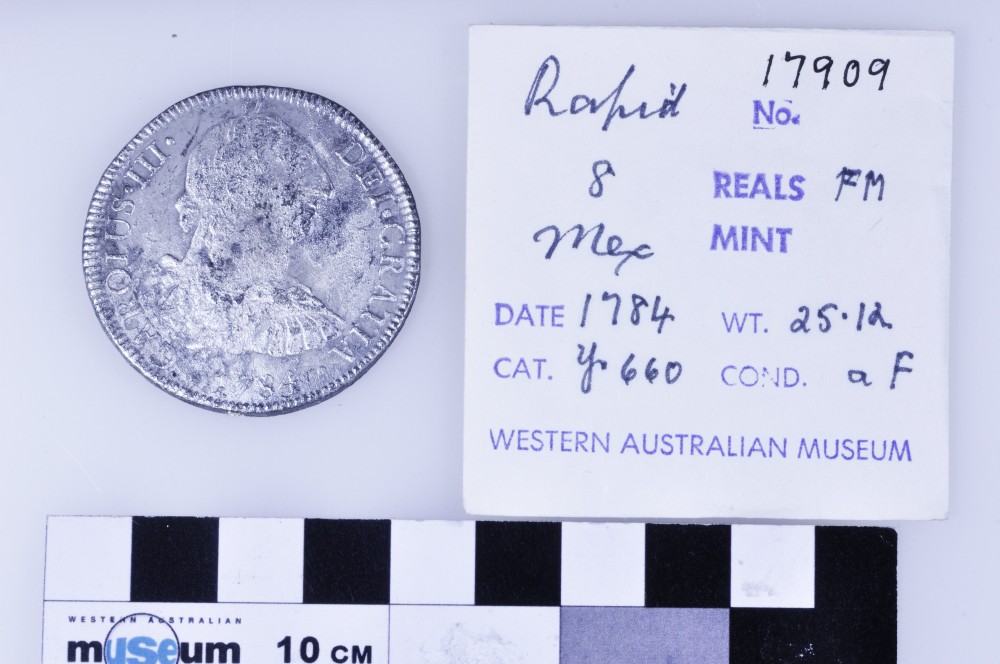 Rapid 17909
No.
8 REALS FM
Mex MINT
DATE 1784 WT. 25.12
CAT. Y 660 COND. a F
WESTERN AUSTRALIAN MUSEUM
CAROLUS·III· DEI·GRATIA
WESTERN AUSTRALIAN
museum 10 CM